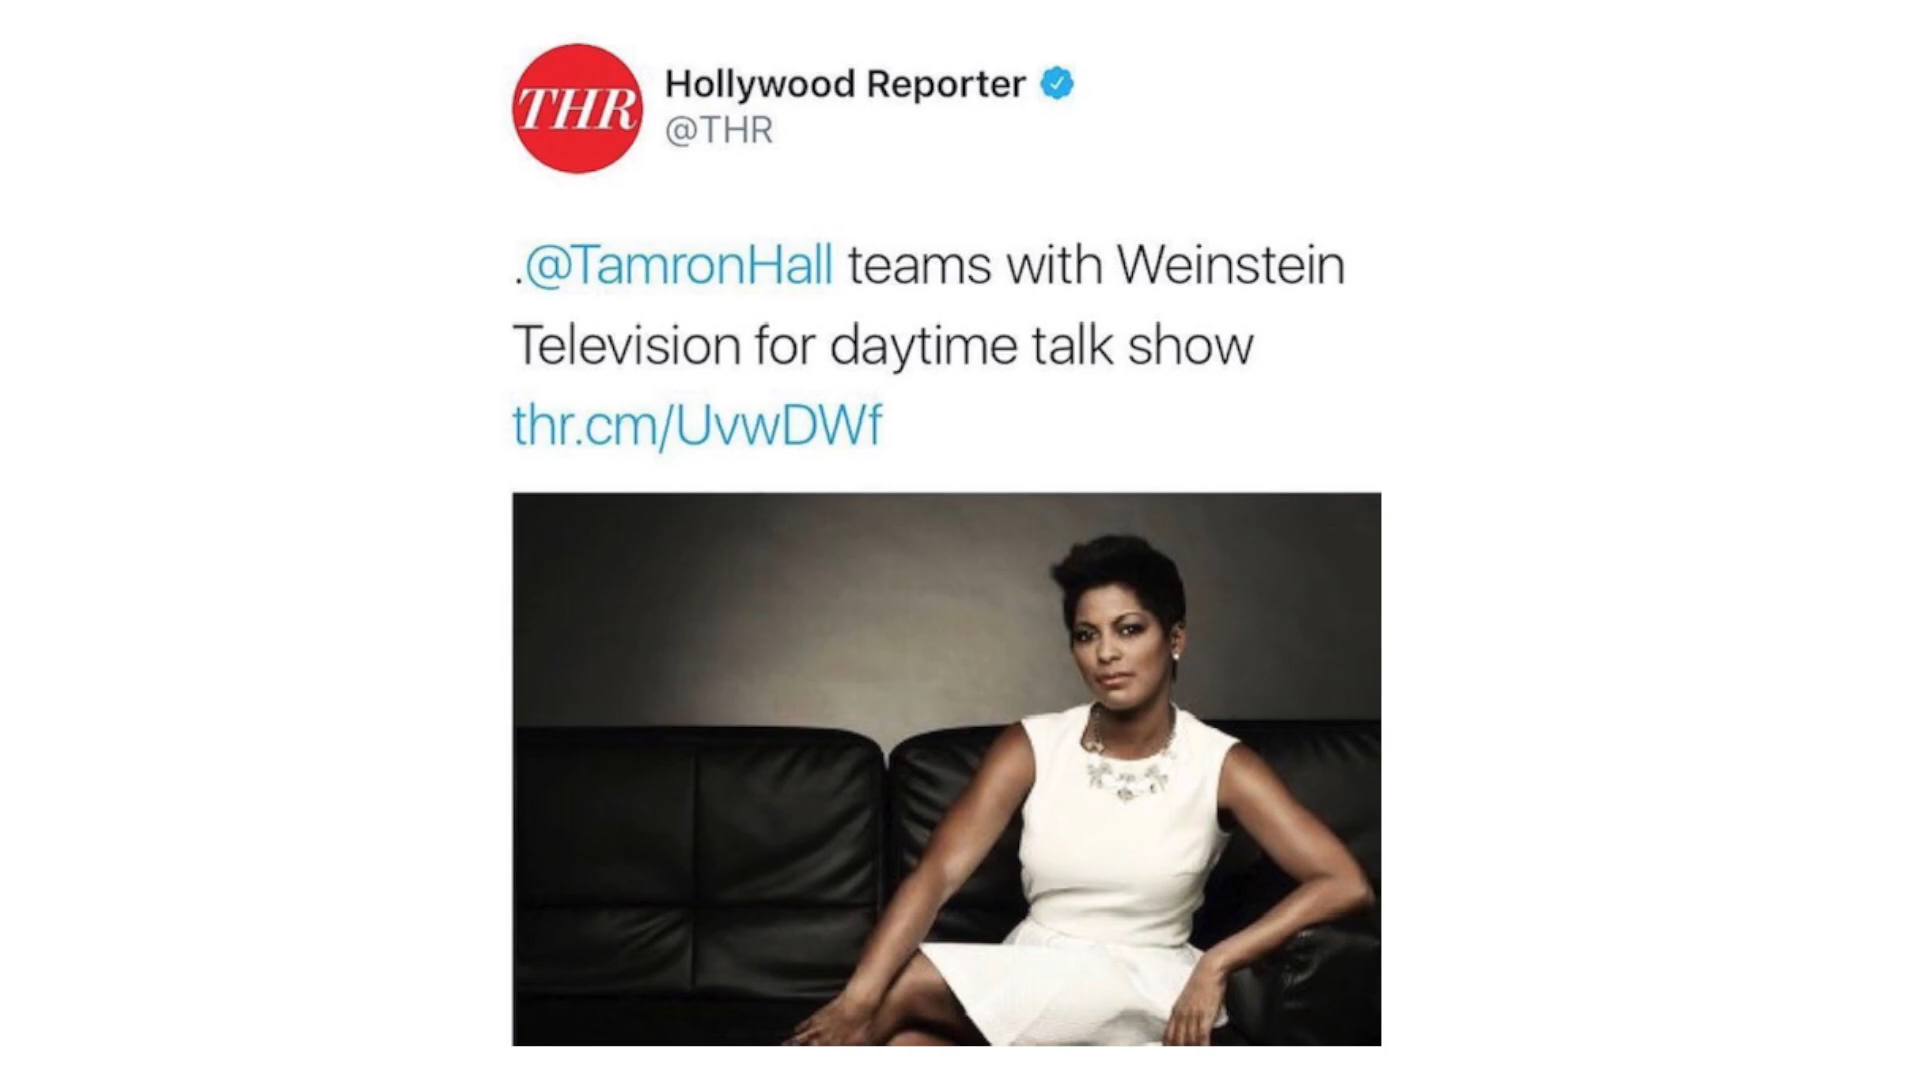 THR
Hollywood Reporter
@THR
.@TamronHall teams with Weinstein
Television for daytime talk show
thr.cm/UvwDWf